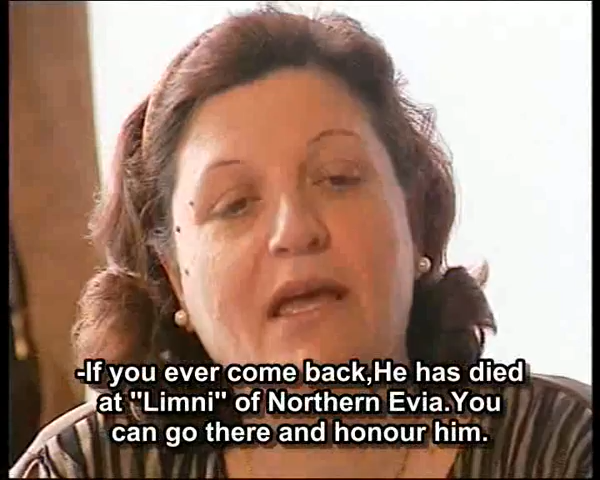 -If you ever come back,He has died
at "Limni" of Northern Evia.You
can go there and honour him.